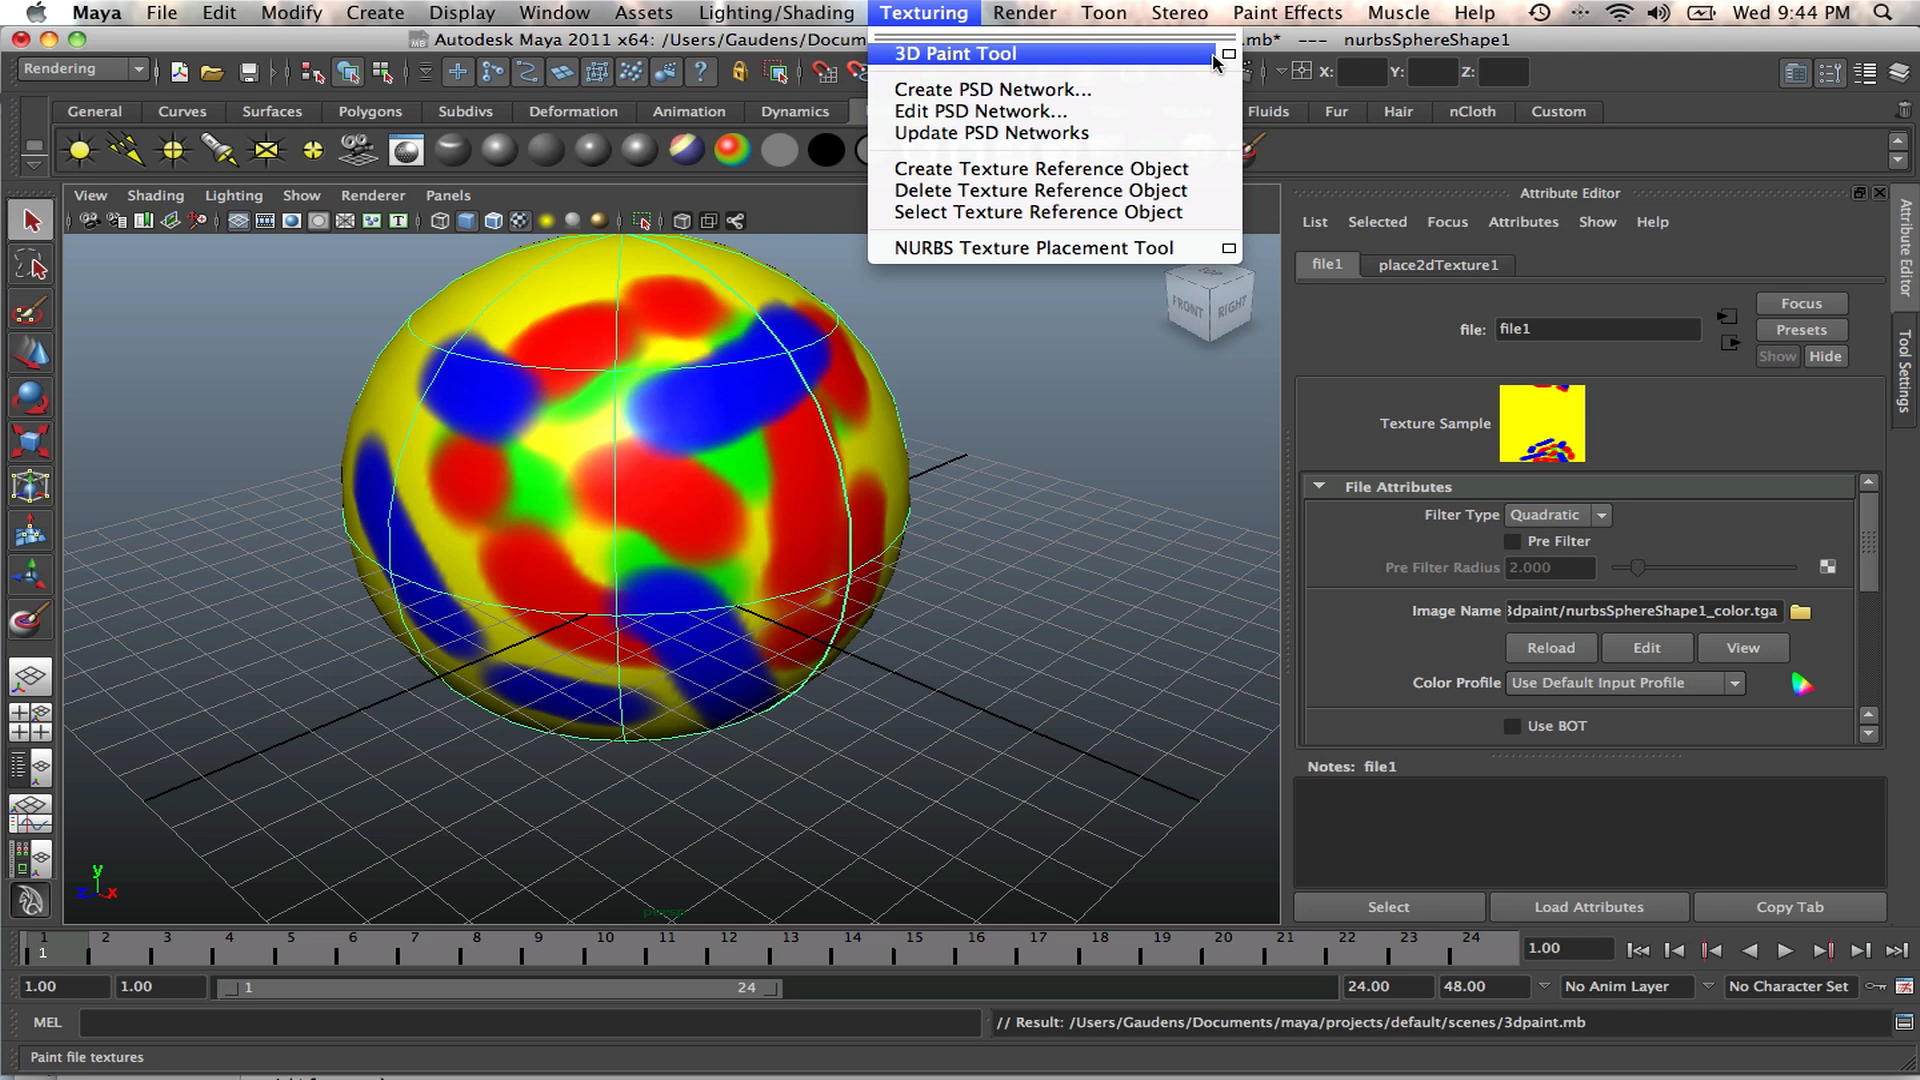 Maya File Edit Modify Create Display Window Assets Lighting/Shading Texturing Render Toon Stereo Paint Effects Muscle Help Wed 9:44 PM
Autodesk Maya 2011 x64: /Users/Gaudens/Docum mb* --- nurbsSphereShape1
3D Paint Tool
Create PSD Network...
Edit PSD Network...
Update PSD Networks
Create Texture Reference Object
Delete Texture Reference Object
Select Texture Reference Object
NURBS Texture Placement Tool
Rendering X: Y: Z:
General Curves Surfaces Polygons Subdivs Deformation Animation Dynamics Fluids Fur Hair nCloth Custom
View Shading Lighting Show Renderer Panels
FRONT RIGHT
y
z x
persp
Attribute Editor
List Selected Focus Attributes Show Help
file1 place2dTexture1
Focus
file: file1 Presets
Show Hide
Texture Sample
File Attributes
Filter Type Quadratic
Pre Filter
Pre Filter Radius 2.000
Image Name 3dpaint/nurbsSphereShape1_color.tga
Reload Edit View
Color Profile Use Default Input Profile
Use BOT
Notes: file1
Select Load Attributes Copy Tab
Attribute Editor
Tool Settings
1 2 3 4 5 6 7 8 9 10 11 12 13 14 15 16 17 18 19 20 21 22 23 24
1 1.00
1.00 1.00 1 24 24.00 48.00 No Anim Layer No Character Set
MEL // Result: /Users/Gaudens/Documents/maya/projects/default/scenes/3dpaint.mb
Paint file textures